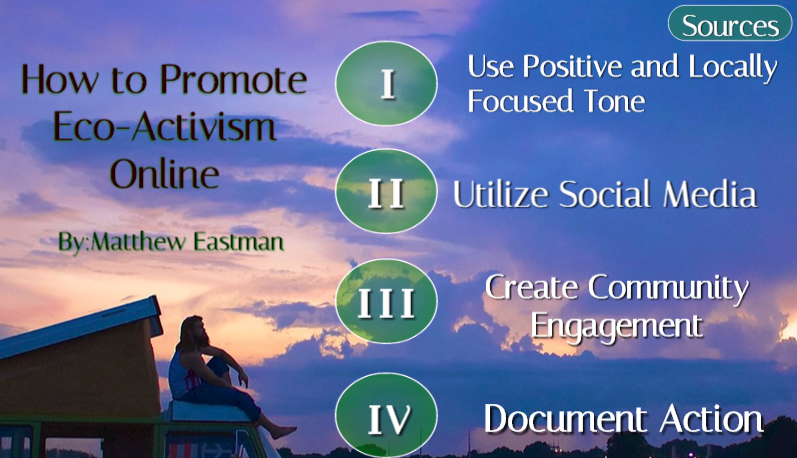 Sources
How to Promote
Eco-Activism
Online
By:Matthew Eastman
I
Use Positive and Locally
Focused Tone
II
Utilize Social Media
III
Create Community
Engagement
IV
Document Action